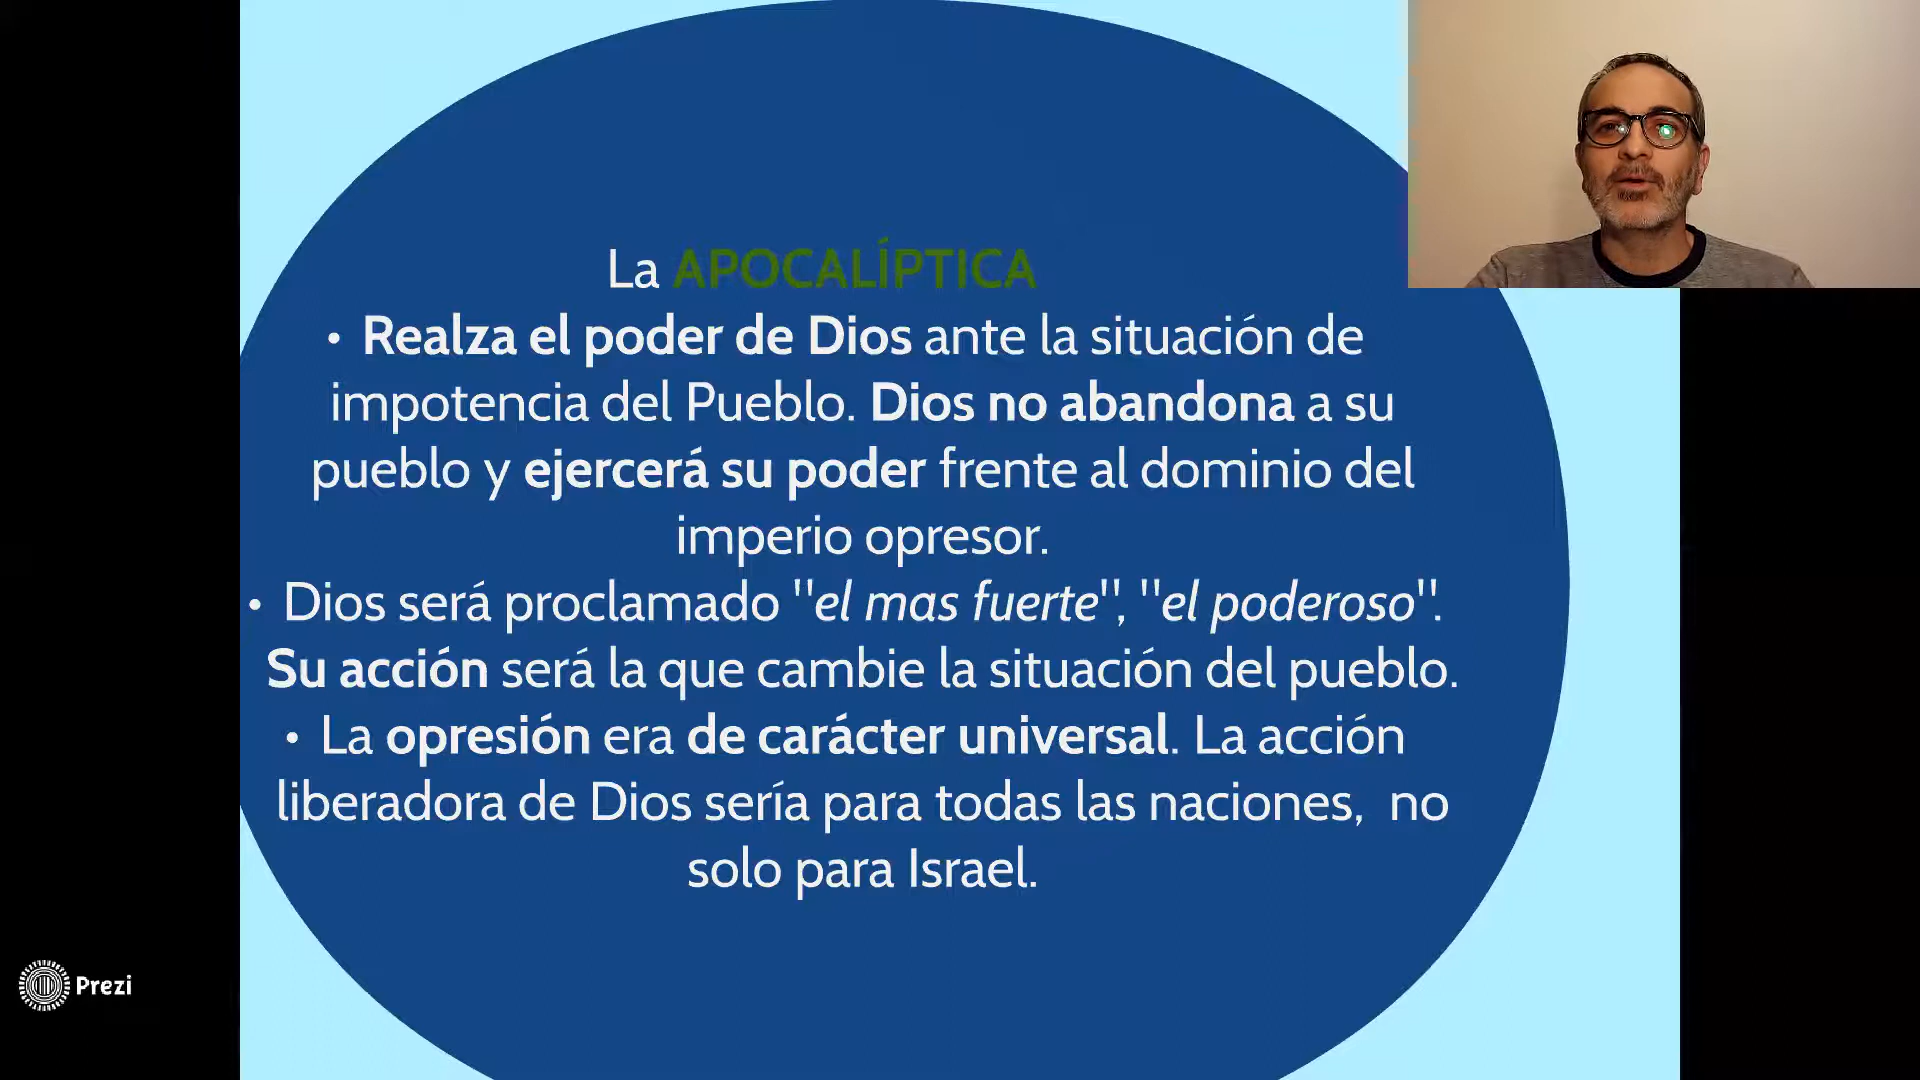 La APOCALÍPTICA
• Realza el poder de Dios ante la situación de
impotencia del Pueblo. Dios no abandona a su
pueblo y ejercerá su poder frente al dominio del
imperio opresor.
• Dios será proclamado "el mas fuerte", "el poderoso".
Su acción será la que cambie la situación del pueblo.
• La opresión era de carácter universal. La acción
liberadora de Dios sería para todas las naciones,  no
solo para Israel.
Prezi